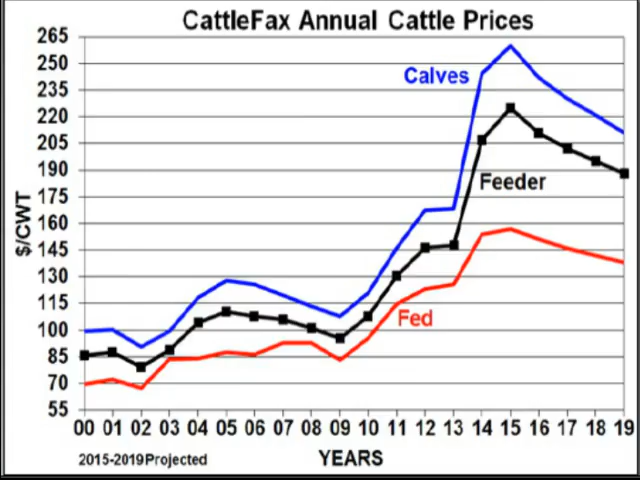 CattleFax Annual Cattle Prices
265
250
235
220
205
190
175
160
145
130
115
100
85
70
55
$/CWT
Calves
Feeder
Fed
00 01 02 03 04 05 06 07 08 09 10 11 12 13 14 15 16 17 18 19
2015-2019 Projected
YEARS